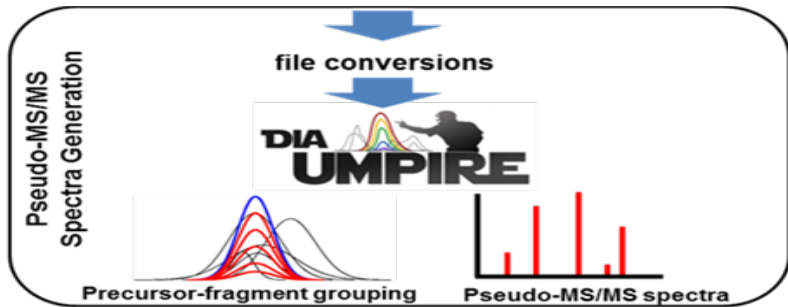 Pseudo-MS/MS
Spectra Generation
file conversions
DIA
UMPIRE
Precursor-fragment grouping
Pseudo-MS/MS spectra